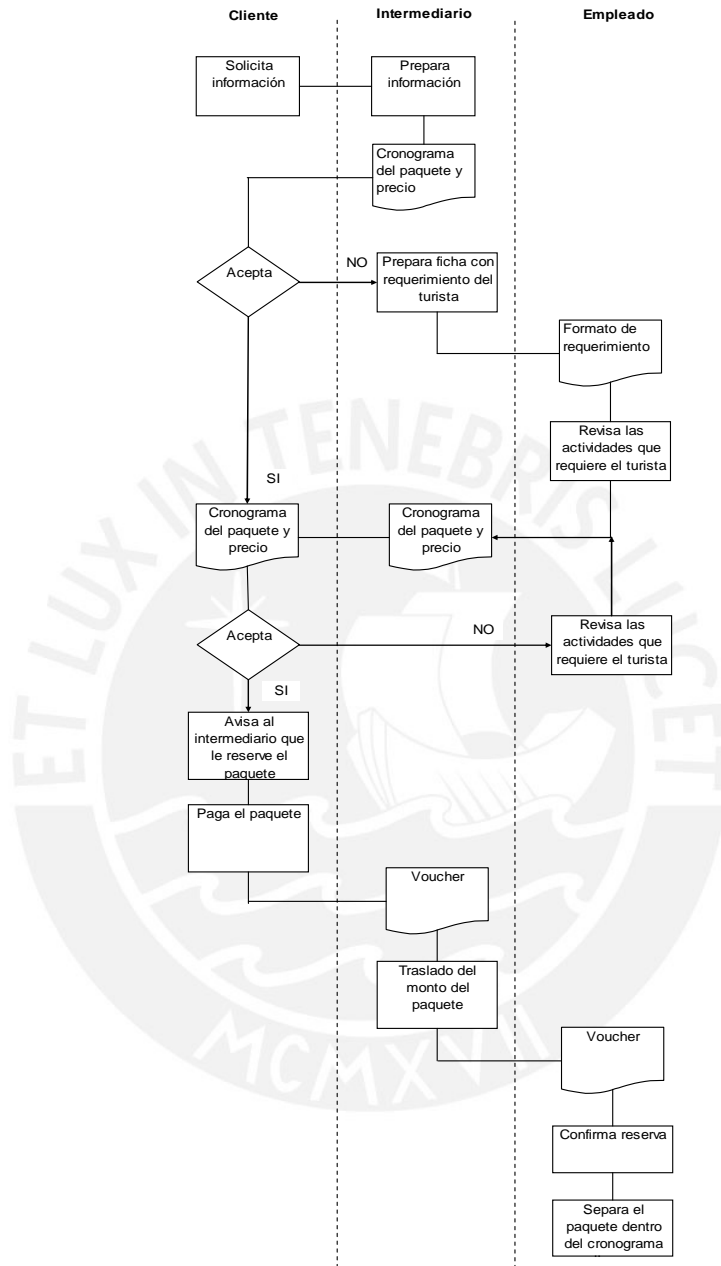 Cliente
Intermediario
Empleado
Solicita
información
Prepara
información
Cronograma
del paquete y
precio
Acepta
NO
Prepara ficha con
requerimiento del
turista
Formato de
requerimiento
Revisa las
actividades que
requiere el turista
SI
Cronograma
del paquete y
precio
Cronograma
del paquete y
precio
Acepta
NO
Revisa las
actividades que
requiere el turista
SI
Avisa al
intermediario que
le reserve el
paquete
Paga el paquete
Voucher
Traslado del
monto del
paquete
Voucher
Confirma reserva
Separa el
paquete dentro
del cronograma
ET LUX IN TENEBRIS LUCET
MCMXVII